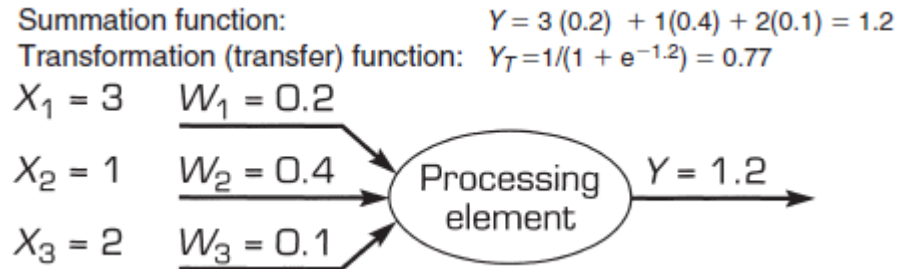 Summation function: Y = 3 (0.2) + 1(0.4) + 2(0.1) = 1.2
Transformation (transfer) function: Y_T=1/(1 + e^−1.2) = 0.77
X₁ = 3 W₁ = 0.2
X₂ = 1 W₂ = 0.4 Processing element Y = 1.2
X₃ = 2 W₃ = 0.1